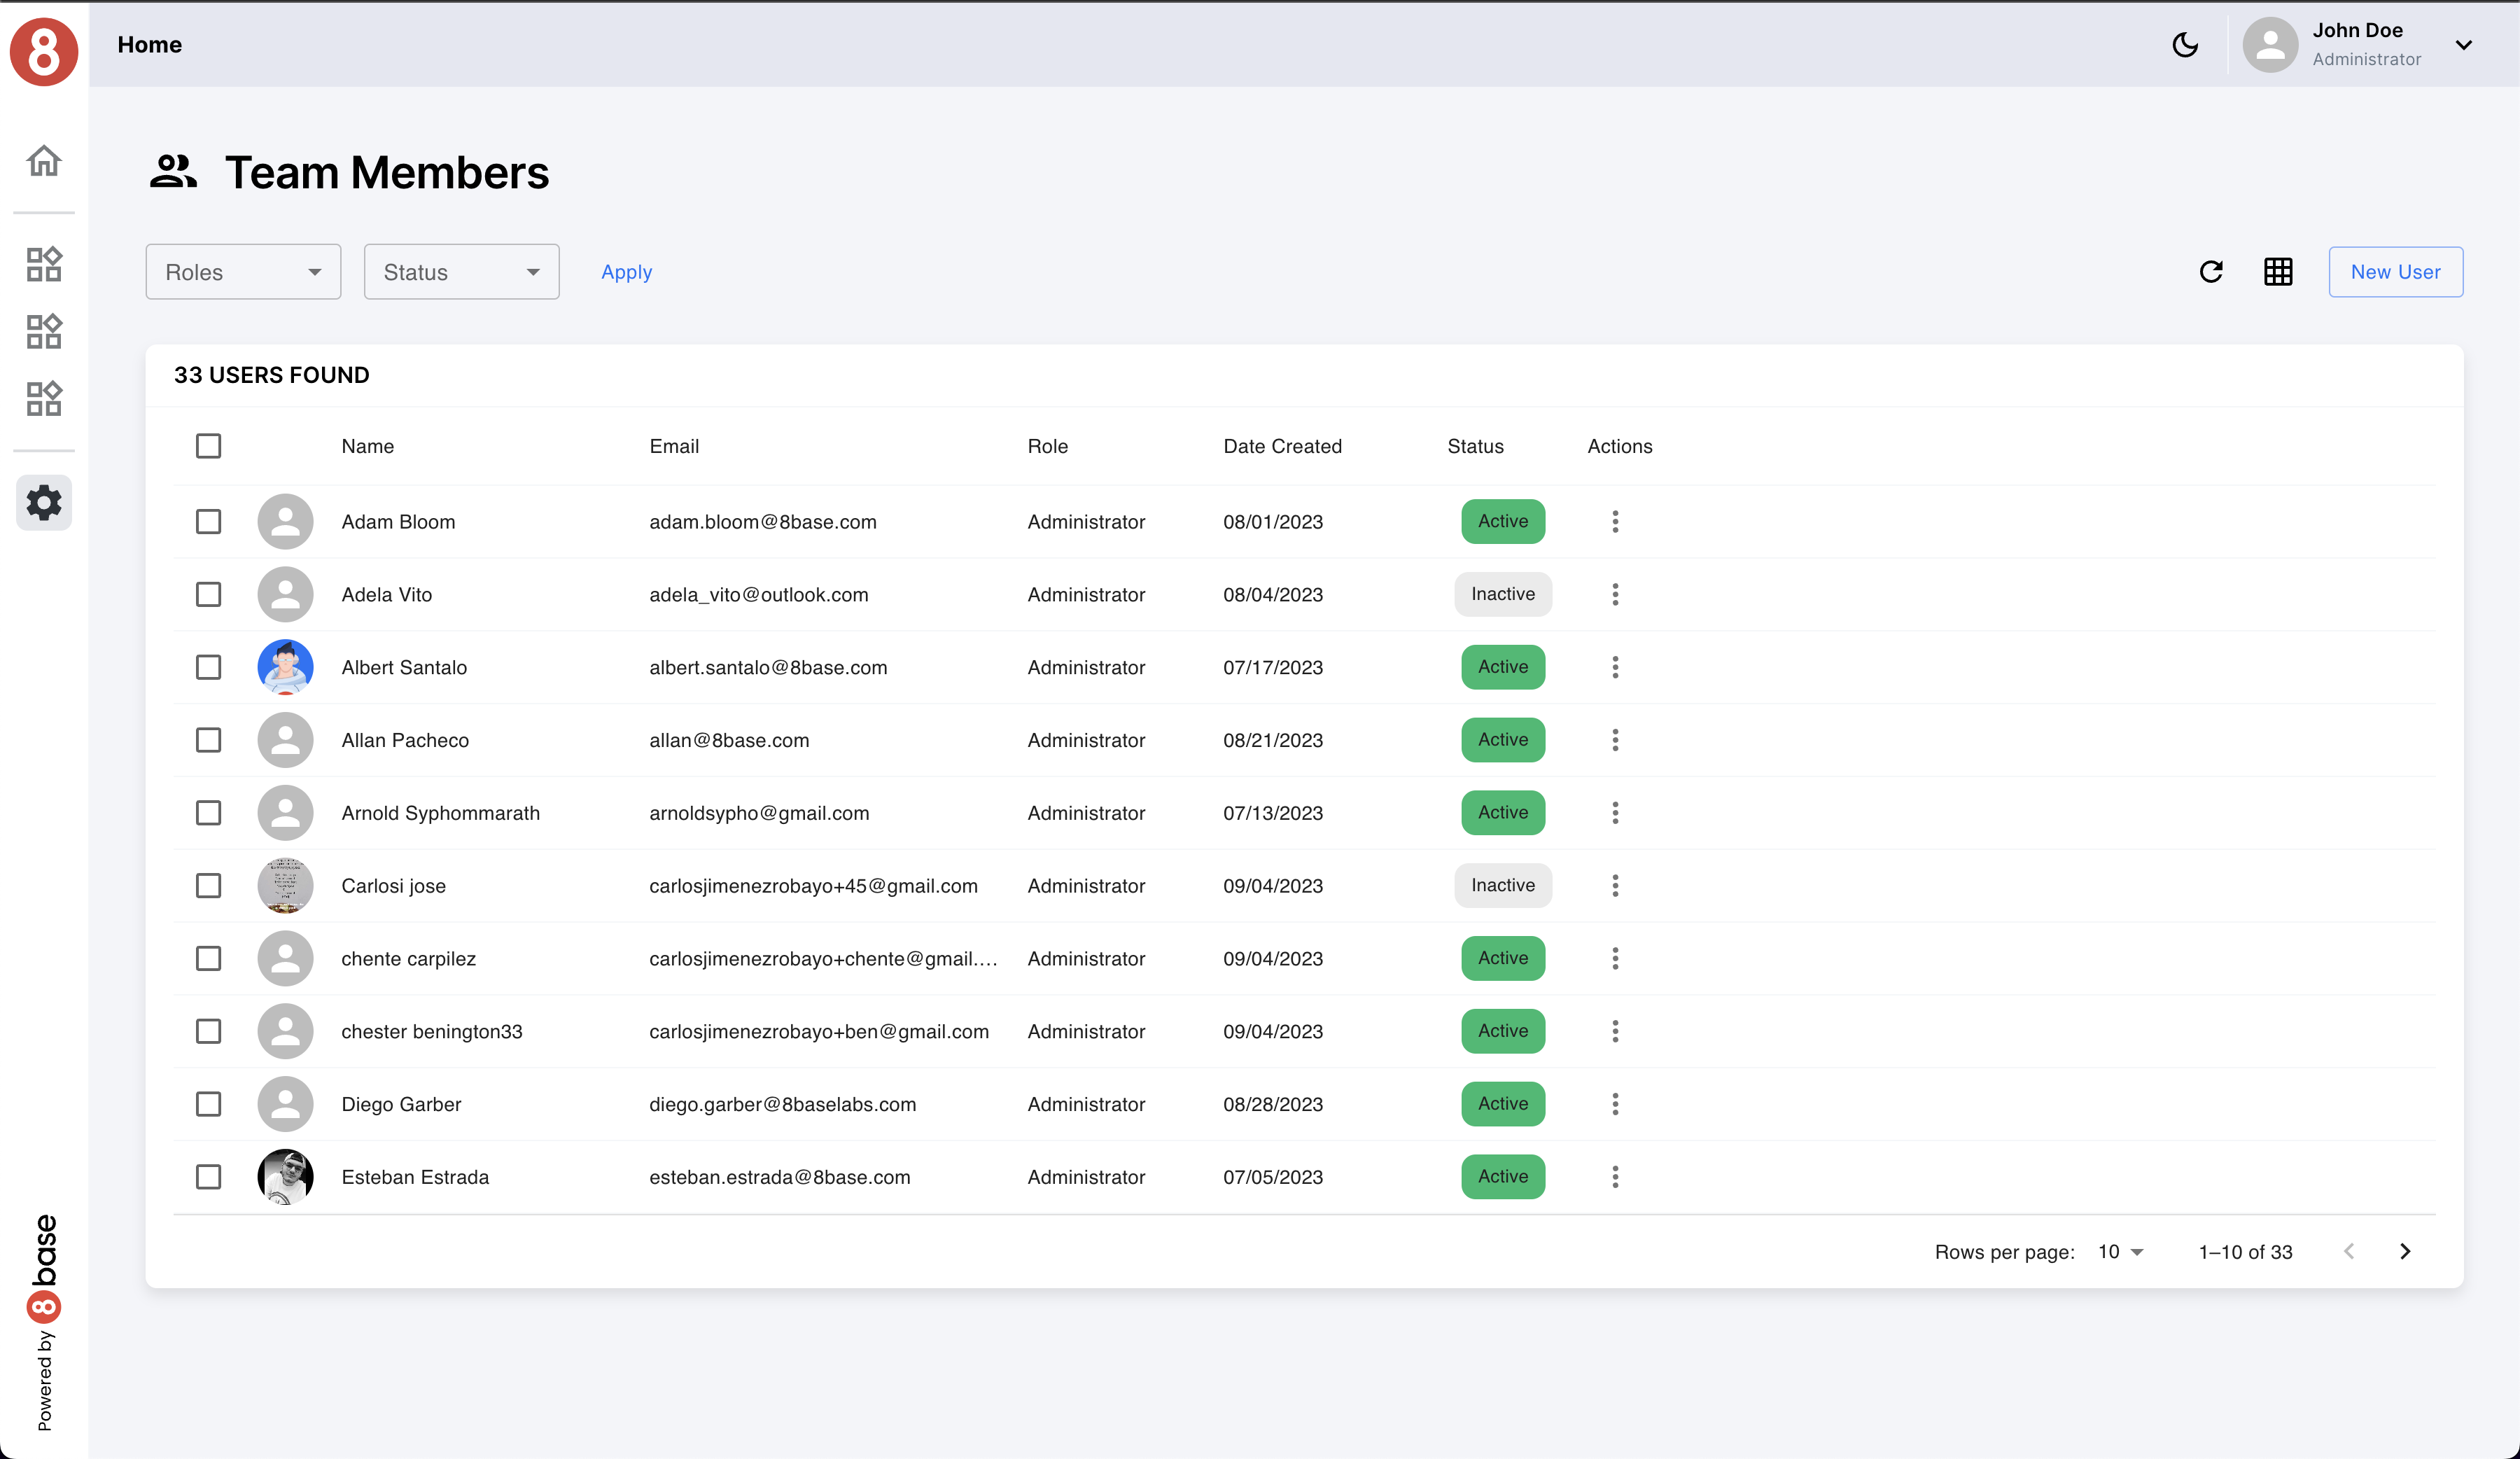 8
Home
John Doe
Administrator
Team Members
Roles
Status
Apply
New User
33 USERS FOUND
Name Email Role Date Created Status Actions
Adam Bloom adam.bloom@8base.com Administrator 08/01/2023 Active
Adela Vito adela_vito@outlook.com Administrator 08/04/2023 Inactive
Albert Santalo albert.santalo@8base.com Administrator 07/17/2023 Active
Allan Pacheco allan@8base.com Administrator 08/21/2023 Active
Arnold Syphommarath arnoldsypho@gmail.com Administrator 07/13/2023 Active
Carlosi jose carlosjimenezrobayo+45@gmail.com Administrator 09/04/2023 Inactive
chente carpilez carlosjimenezrobayo+chente@gmail.... Administrator 09/04/2023 Active
chester benington33 carlosjimenezrobayo+ben@gmail.com Administrator 09/04/2023 Active
Diego Garber diego.garber@8baselabs.com Administrator 08/28/2023 Active
Esteban Estrada esteban.estrada@8base.com Administrator 07/05/2023 Active
Rows per page: 10 1–10 of 33
Powered by 8base